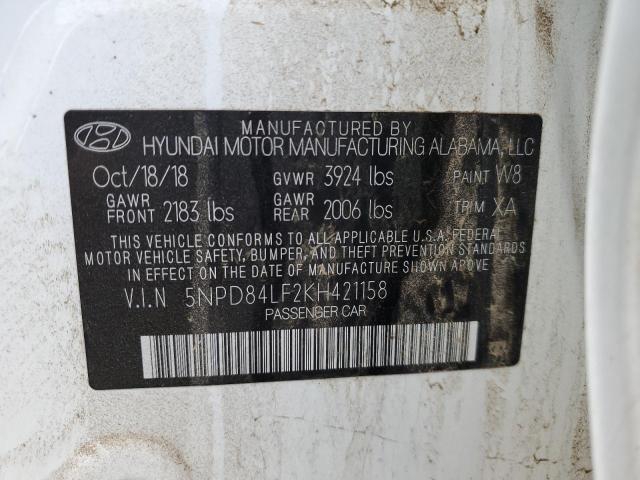 MANUFACTURED BY
HYUNDAI MOTOR MANUFACTURING ALABAMA, LLC
Oct/18/18 GVWR 3924 lbs PAINT W8
GAWR FRONT 2183 lbs GAWR REAR 2006 lbs TRIM XA
THIS VEHICLE CONFORMS TO ALL APPLICABLE U.S.A. FEDERAL
MOTOR VEHICLE SAFETY, BUMPER, AND THEFT PREVENTION STANDARDS
IN EFFECT ON THE DATE OF MANUFACTURE SHOWN ABOVE.
V.I.N 5NPD84LF2KH421158
PASSENGER CAR